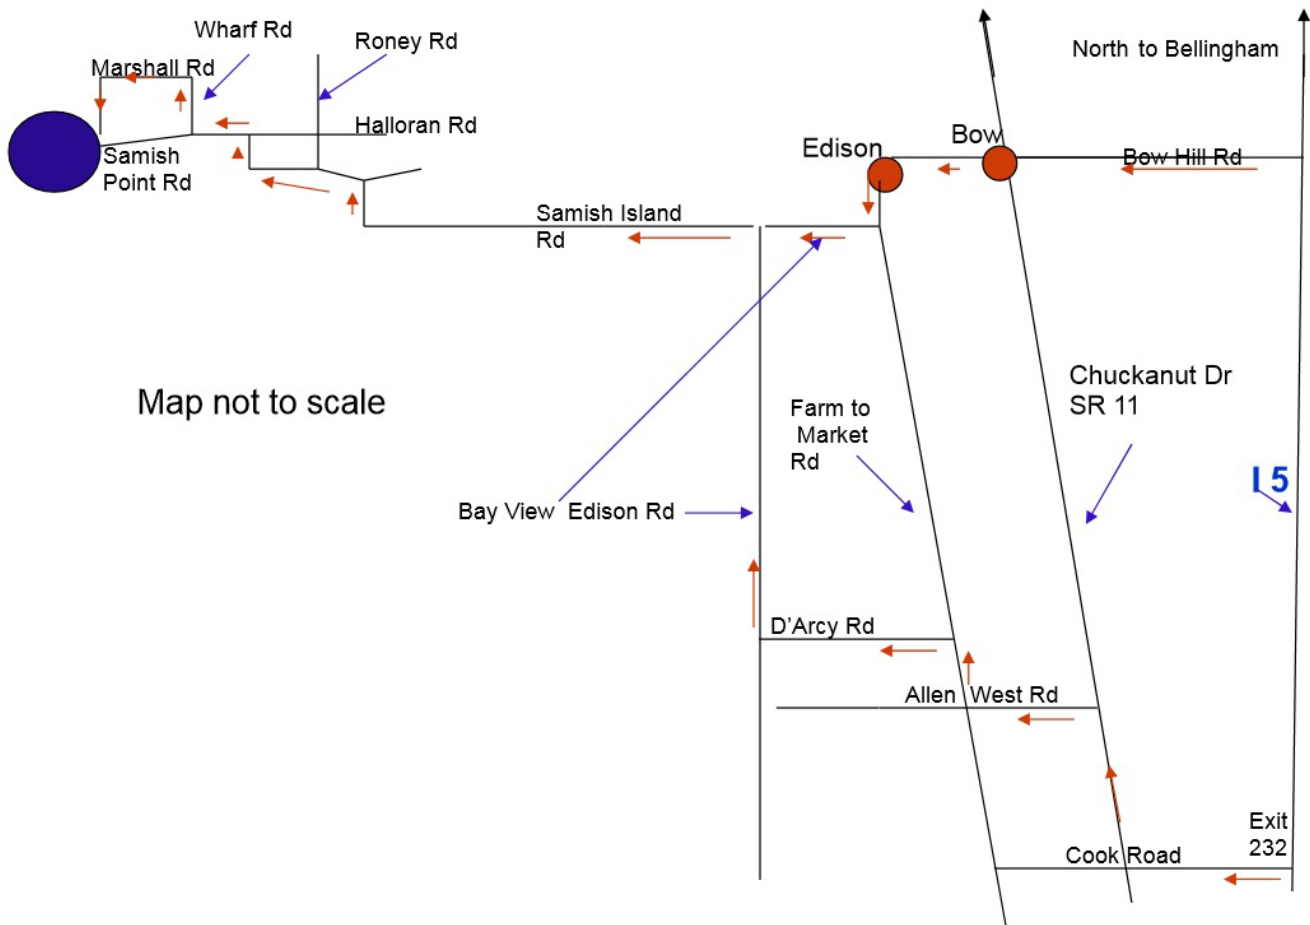 Wharf Rd
Roney Rd
North to Bellingham
Marshall Rd
Halloran Rd
Bow
Edison
Bow Hill Rd
Samish
Point Rd
Samish Island
Rd
Chuckanut Dr
SR 11
Map not to scale
Farm to
Market
Rd
I 5
Bay View Edison Rd
D'Arcy Rd
Allen West Rd
Exit
232
Cook Road